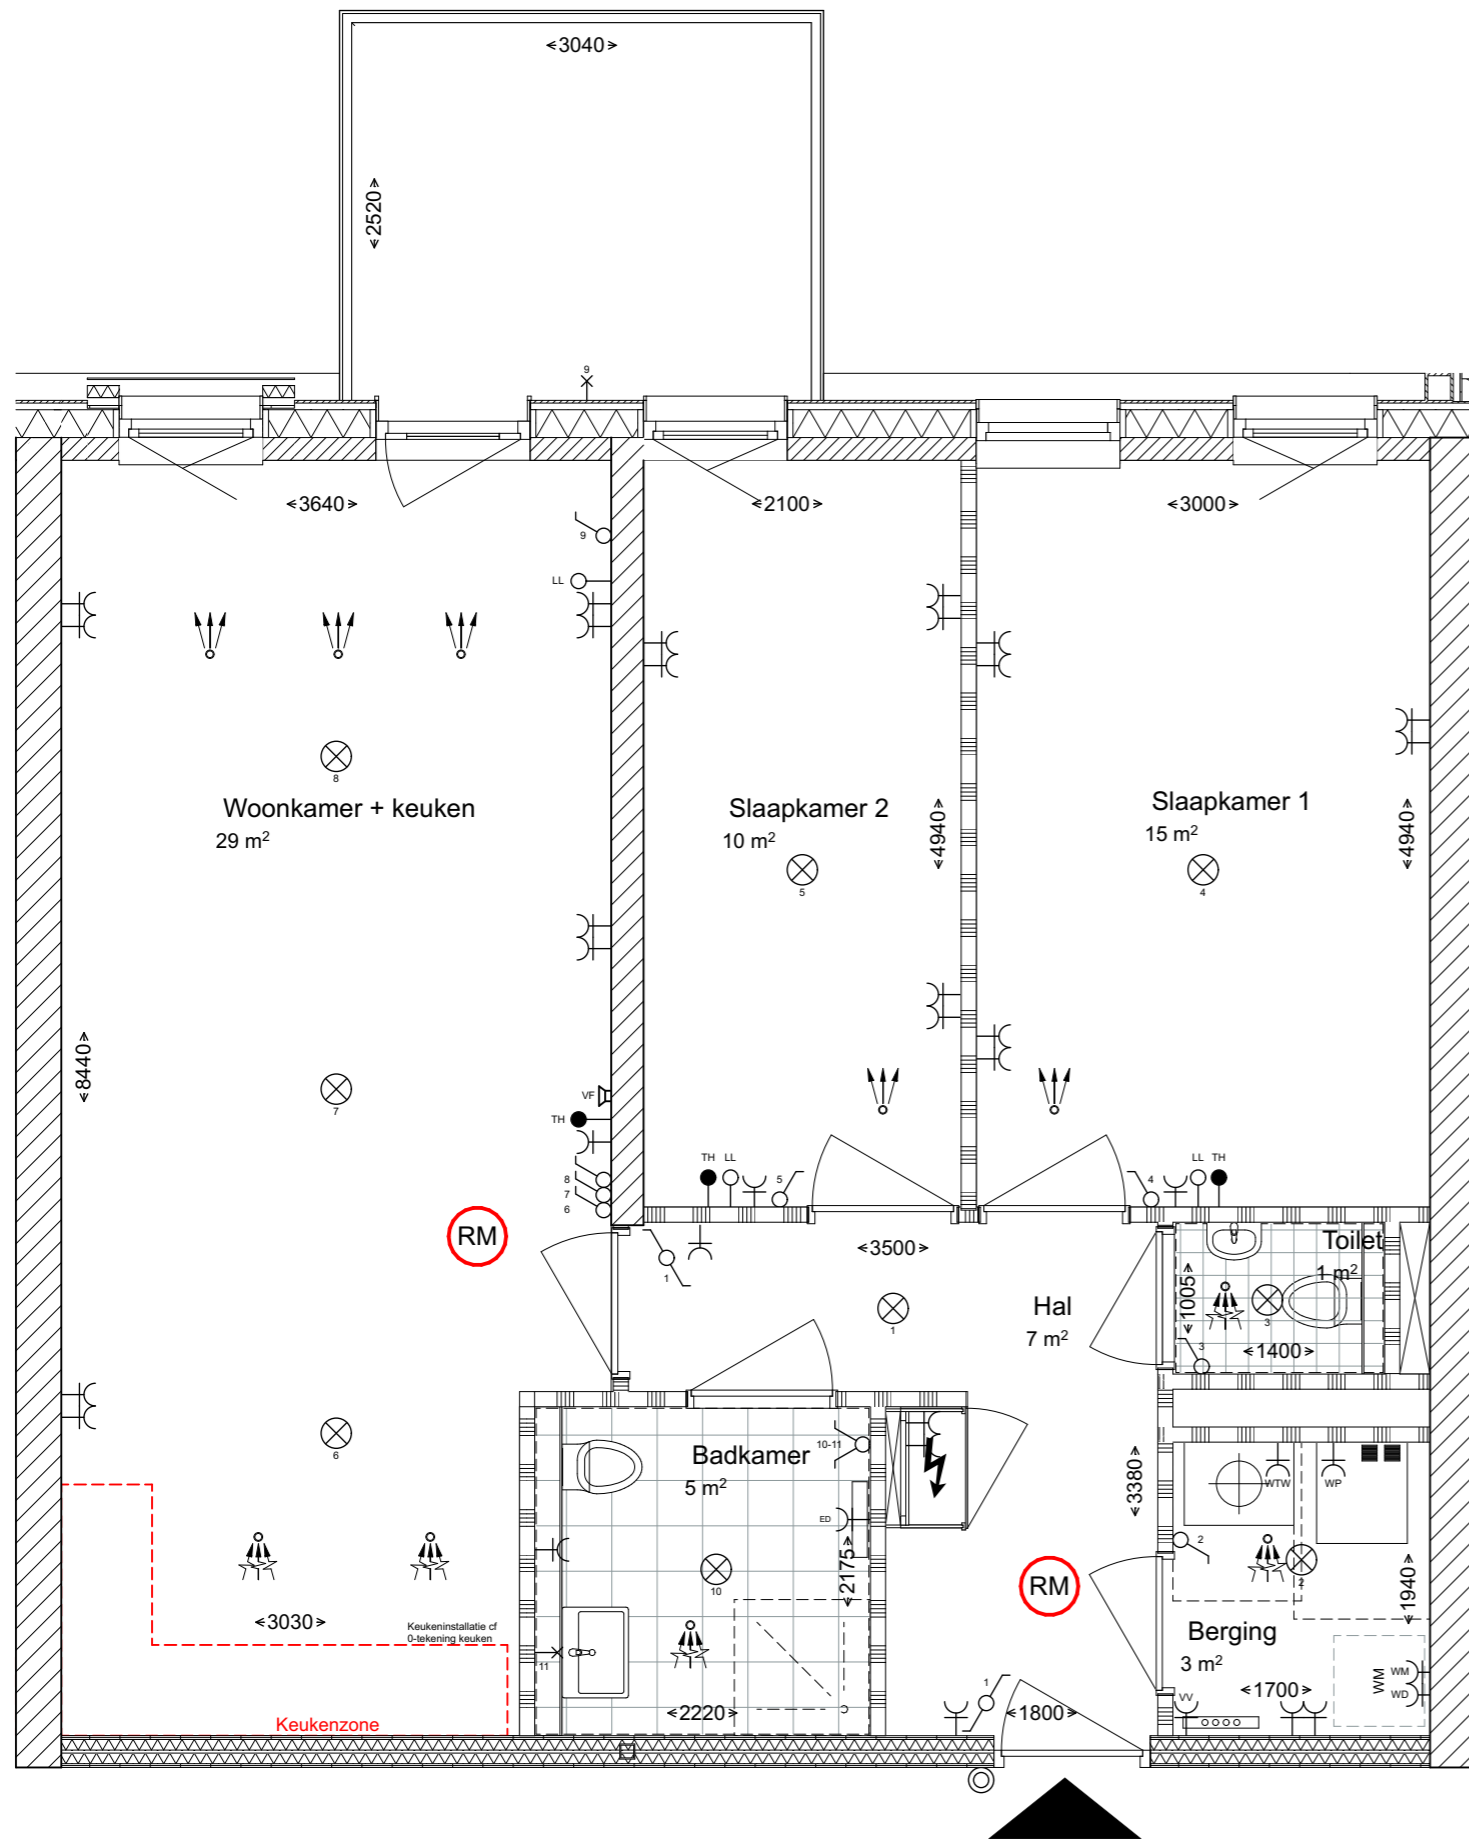 3040
2520
9
3640
2100
3000
9
LL
8
Woonkamer + keuken
29 m²
Slaapkamer 2
10 m²
4940
5
Slaapkamer 1
15 m²
4940
4
8440
7
VF
TH
8
7
6
TH
LL
5
4
LL
TH
RM
1
3500
1
Hal
7 m²
Toilet
1 m²
1005
3
1400
3
6
Badkamer
5 m²
10-11
ED
2175
10
3380
WTW
WP
2
2
1940
RM
3030
Keukeninstallatie cf
0-tekening keuken
11
2220
Keukenzone
1
1800
Berging
3 m²
1700
VV
WM
WM
WD